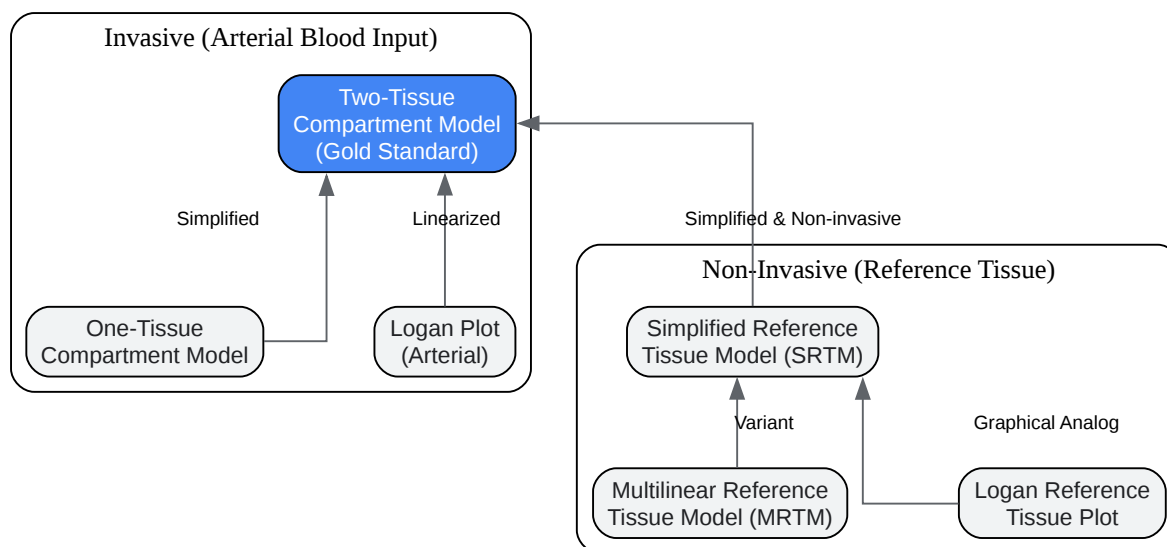 Invasive (Arterial Blood Input)
Two-Tissue
Compartment Model
(Gold Standard)
Simplified
Linearized
Simplified & Non-invasive
One-Tissue
Compartment Model
Logan Plot
(Arterial)
Non-Invasive (Reference Tissue)
Simplified Reference
Tissue Model (SRTM)
Variant
Graphical Analog
Multilinear Reference
Tissue Model (MRTM)
Logan Reference
Tissue Plot